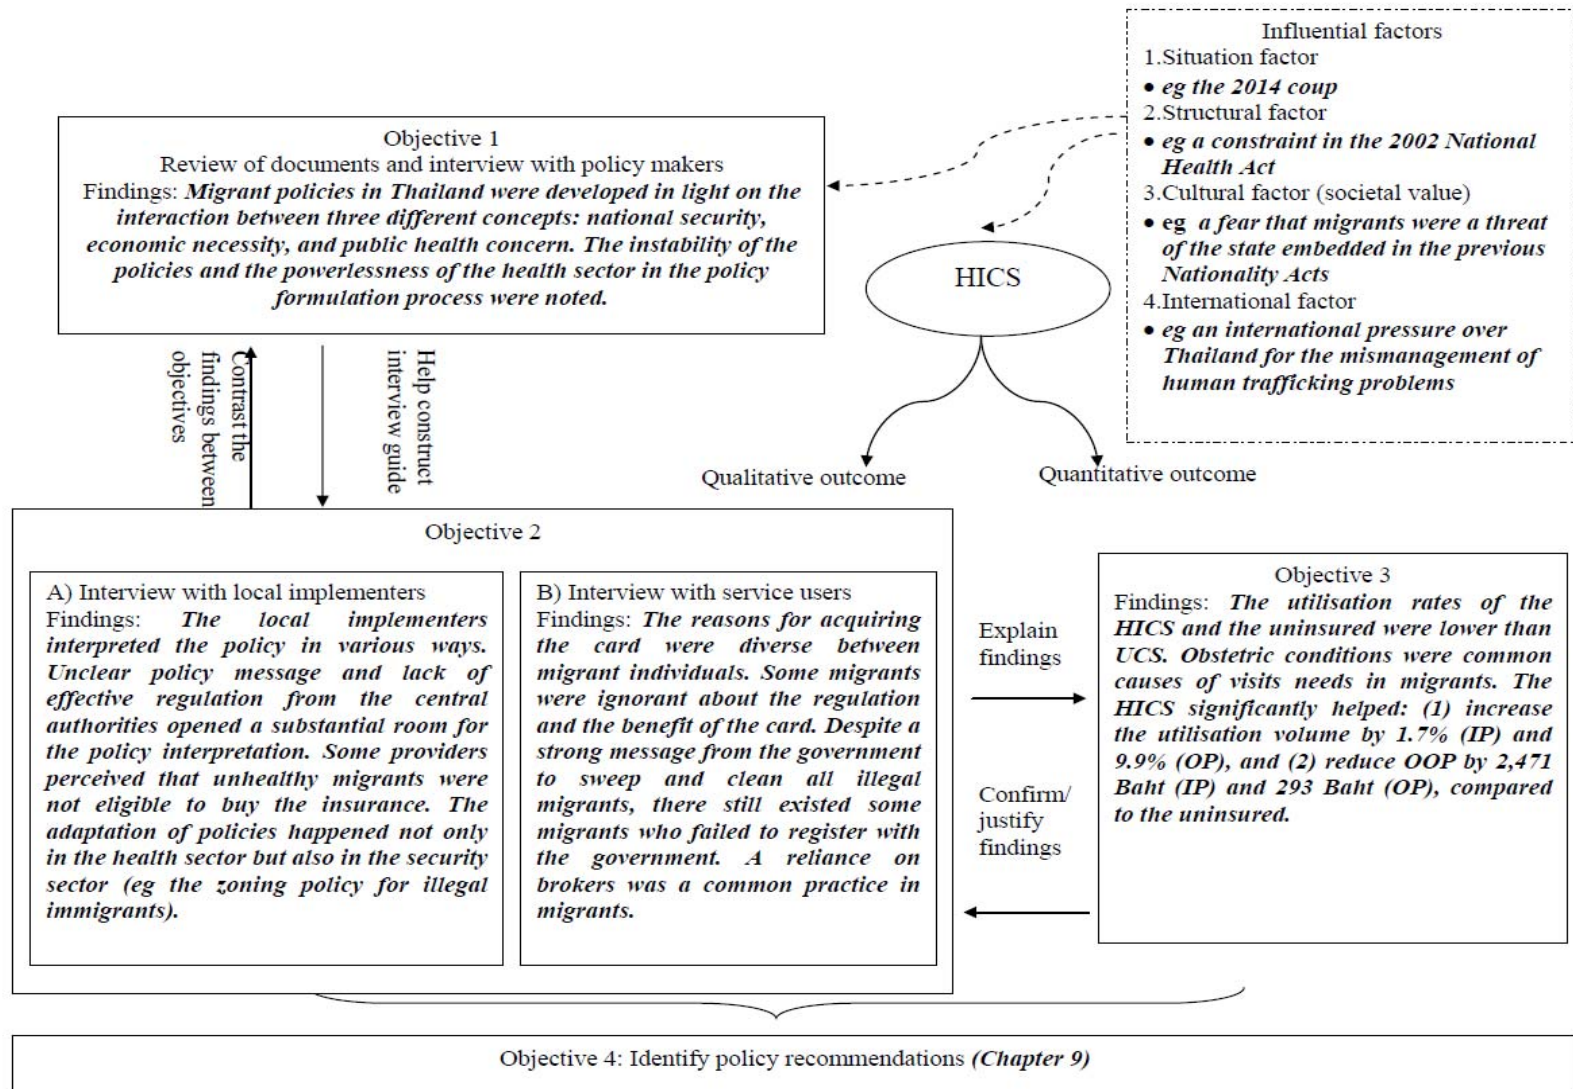 Influential factors
1.Situation factor
• eg the 2014 coup
2.Structural factor
• eg a constraint in the 2002 National
Health Act
3.Cultural factor (societal value)
• eg a fear that migrants were a threat
of the state embedded in the previous
Nationality Acts
4.International factor
• eg an international pressure over
Thailand for the mismanagement of
human trafficking problems
Objective 1
Review of documents and interview with policy makers
Findings: Migrant policies in Thailand were developed in light on the
interaction between three different concepts: national security,
economic necessity, and public health concern. The instability of the
policies and the powerlessness of the health sector in the policy
formulation process were noted.
HICS
Qualitative outcome
Quantitative outcome
Contrast the
findings between
objectives
Help construct
interview guide
Objective 2
A) Interview with local implementers
Findings: The local implementers
interpreted the policy in various ways.
Unclear policy message and lack of
effective regulation from the central
authorities opened a substantial room for
the policy interpretation. Some providers
perceived that unhealthy migrants were
not eligible to buy the insurance. The
adaptation of policies happened not only
in the health sector but also in the security
sector (eg the zoning policy for illegal
immigrants).
B) Interview with service users
Findings: The reasons for acquiring
the card were diverse between
migrant individuals. Some migrants
were ignorant about the regulation
and the benefit of the card. Despite a
strong message from the government
to sweep and clean all illegal
migrants, there still existed some
migrants who failed to register with
the government. A reliance on
brokers was a common practice in
migrants.
Explain
findings
Confirm/
justify
findings
Objective 3
Findings: The utilisation rates of the
HICS and the uninsured were lower than
UCS. Obstetric conditions were common
causes of visits needs in migrants. The
HICS significantly helped: (1) increase
the utilisation volume by 1.7% (IP) and
9.9% (OP), and (2) reduce OOP by 2,471
Baht (IP) and 293 Baht (OP), compared
to the uninsured.
Objective 4: Identify policy recommendations (Chapter 9)